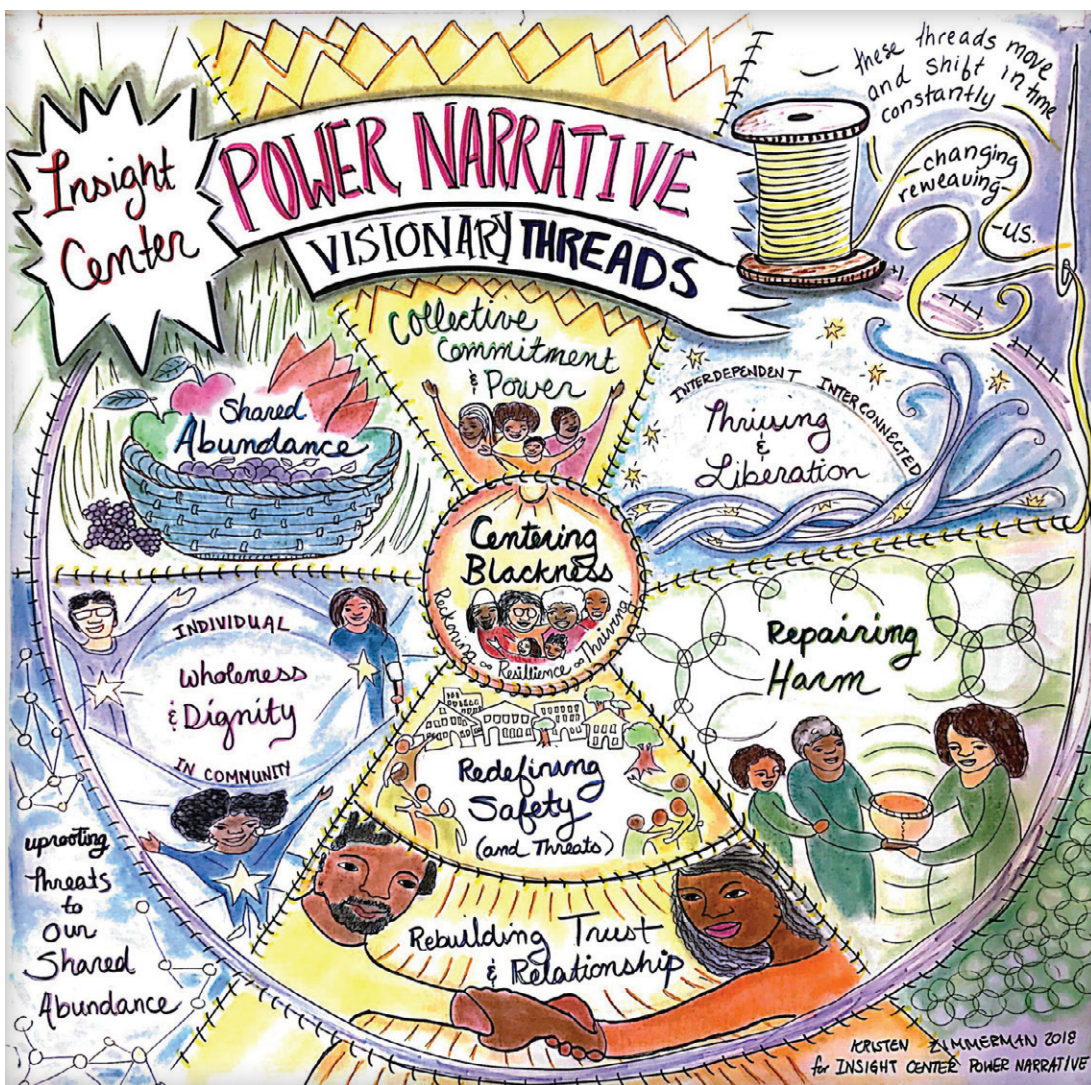 Insight
Center
POWER NARRATIVE
VISIONARY THREADS
these threads move
and shift in time
constantly
-changing
reweaving-
-us.
Collective
Commitment
& Power
Shared
Abundance
INTERDEPENDENT INTERCONNECTED
Thriving
&
Liberation
Centering
Blackness
Reckoning ∞ Resillience ∞ Thriving!
INDIVIDUAL
Wholeness
& Dignity
IN COMMUNITY
Repairing
Harm
Redefining
Safety
(and Threats)
uprooting
threats
to
Our
Shared
Abundance
Rebuilding Trust
& Relationship
KRISTEN ZIMMERMAN 2018
for INSIGHT CENTER POWER NARRATIVE